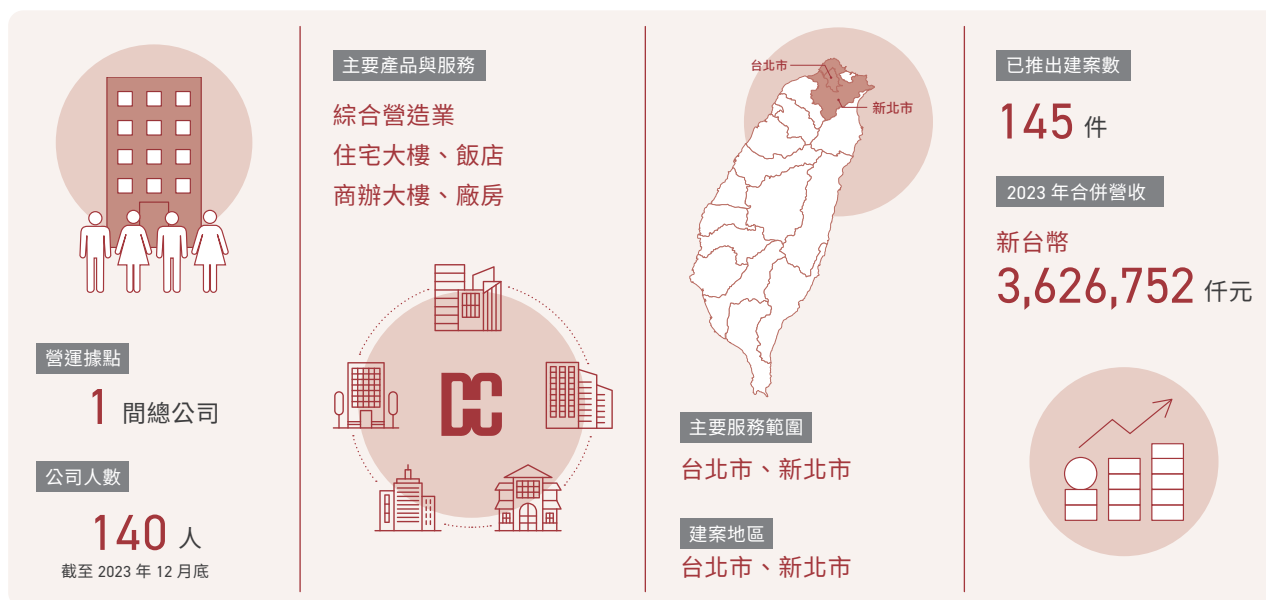 營運據點
1 間總公司
公司人數
140 人
截至 2023 年 12 月底
主要產品與服務
綜合營造業
住宅大樓、飯店
商辦大樓、廠房
DC
台北市
新北市
主要服務範圍
台北市、新北市
建案地區
台北市、新北市
已推出建案數
145 件
2023 年合併營收
新台幣
3,626,752 仟元